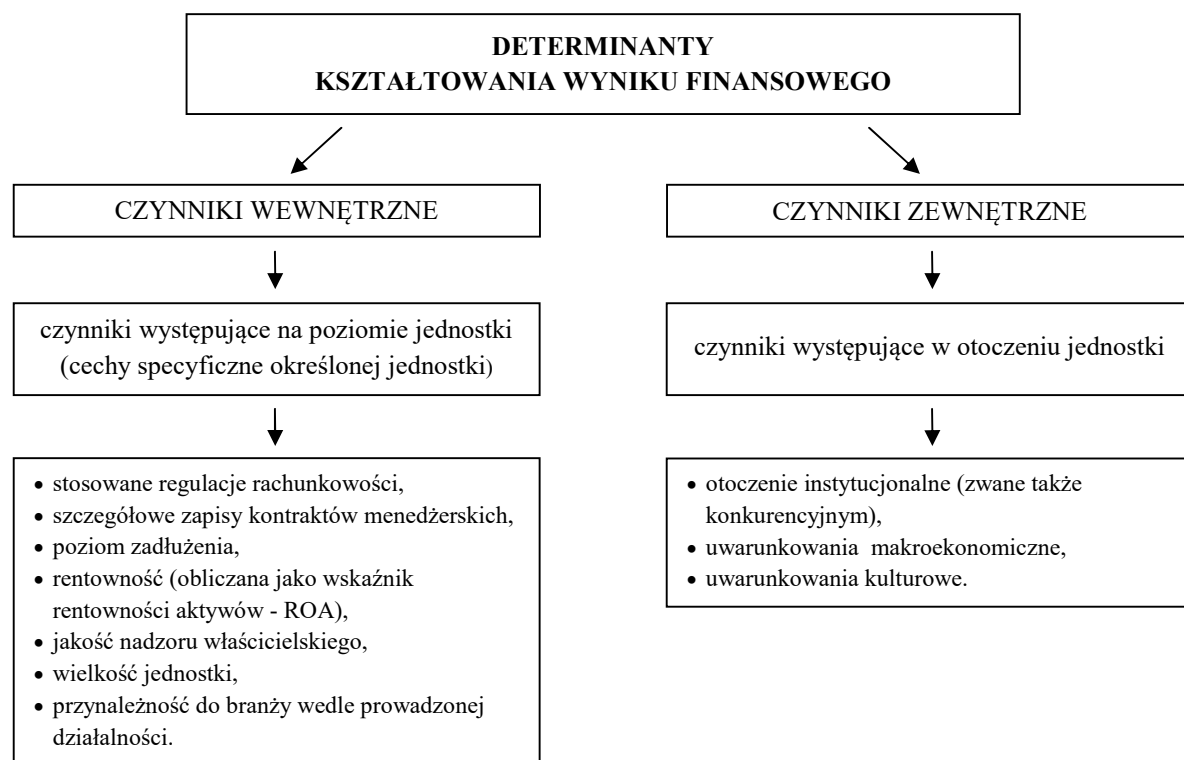 DETERMINANTY
KSZTAŁTOWANIA WYNIKU FINANSOWEGO
CZYNNIKI WEWNĘTRZNE
czynniki występujące na poziomie jednostki
(cechy specyficzne określonej jednostki)
• stosowane regulacje rachunkowości,
• szczegółowe zapisy kontraktów menedżerskich,
• poziom zadłużenia,
• rentowność (obliczana jako wskaźnik
rentowności aktywów - ROA),
• jakość nadzoru właścicielskiego,
• wielkość jednostki,
• przynależność do branży wedle prowadzonej
działalności.
CZYNNIKI ZEWNĘTRZNE
czynniki występujące w otoczeniu jednostki
• otoczenie instytucjonalne (zwane także
konkurencyjnym),
• uwarunkowania makroekonomiczne,
• uwarunkowania kulturowe.